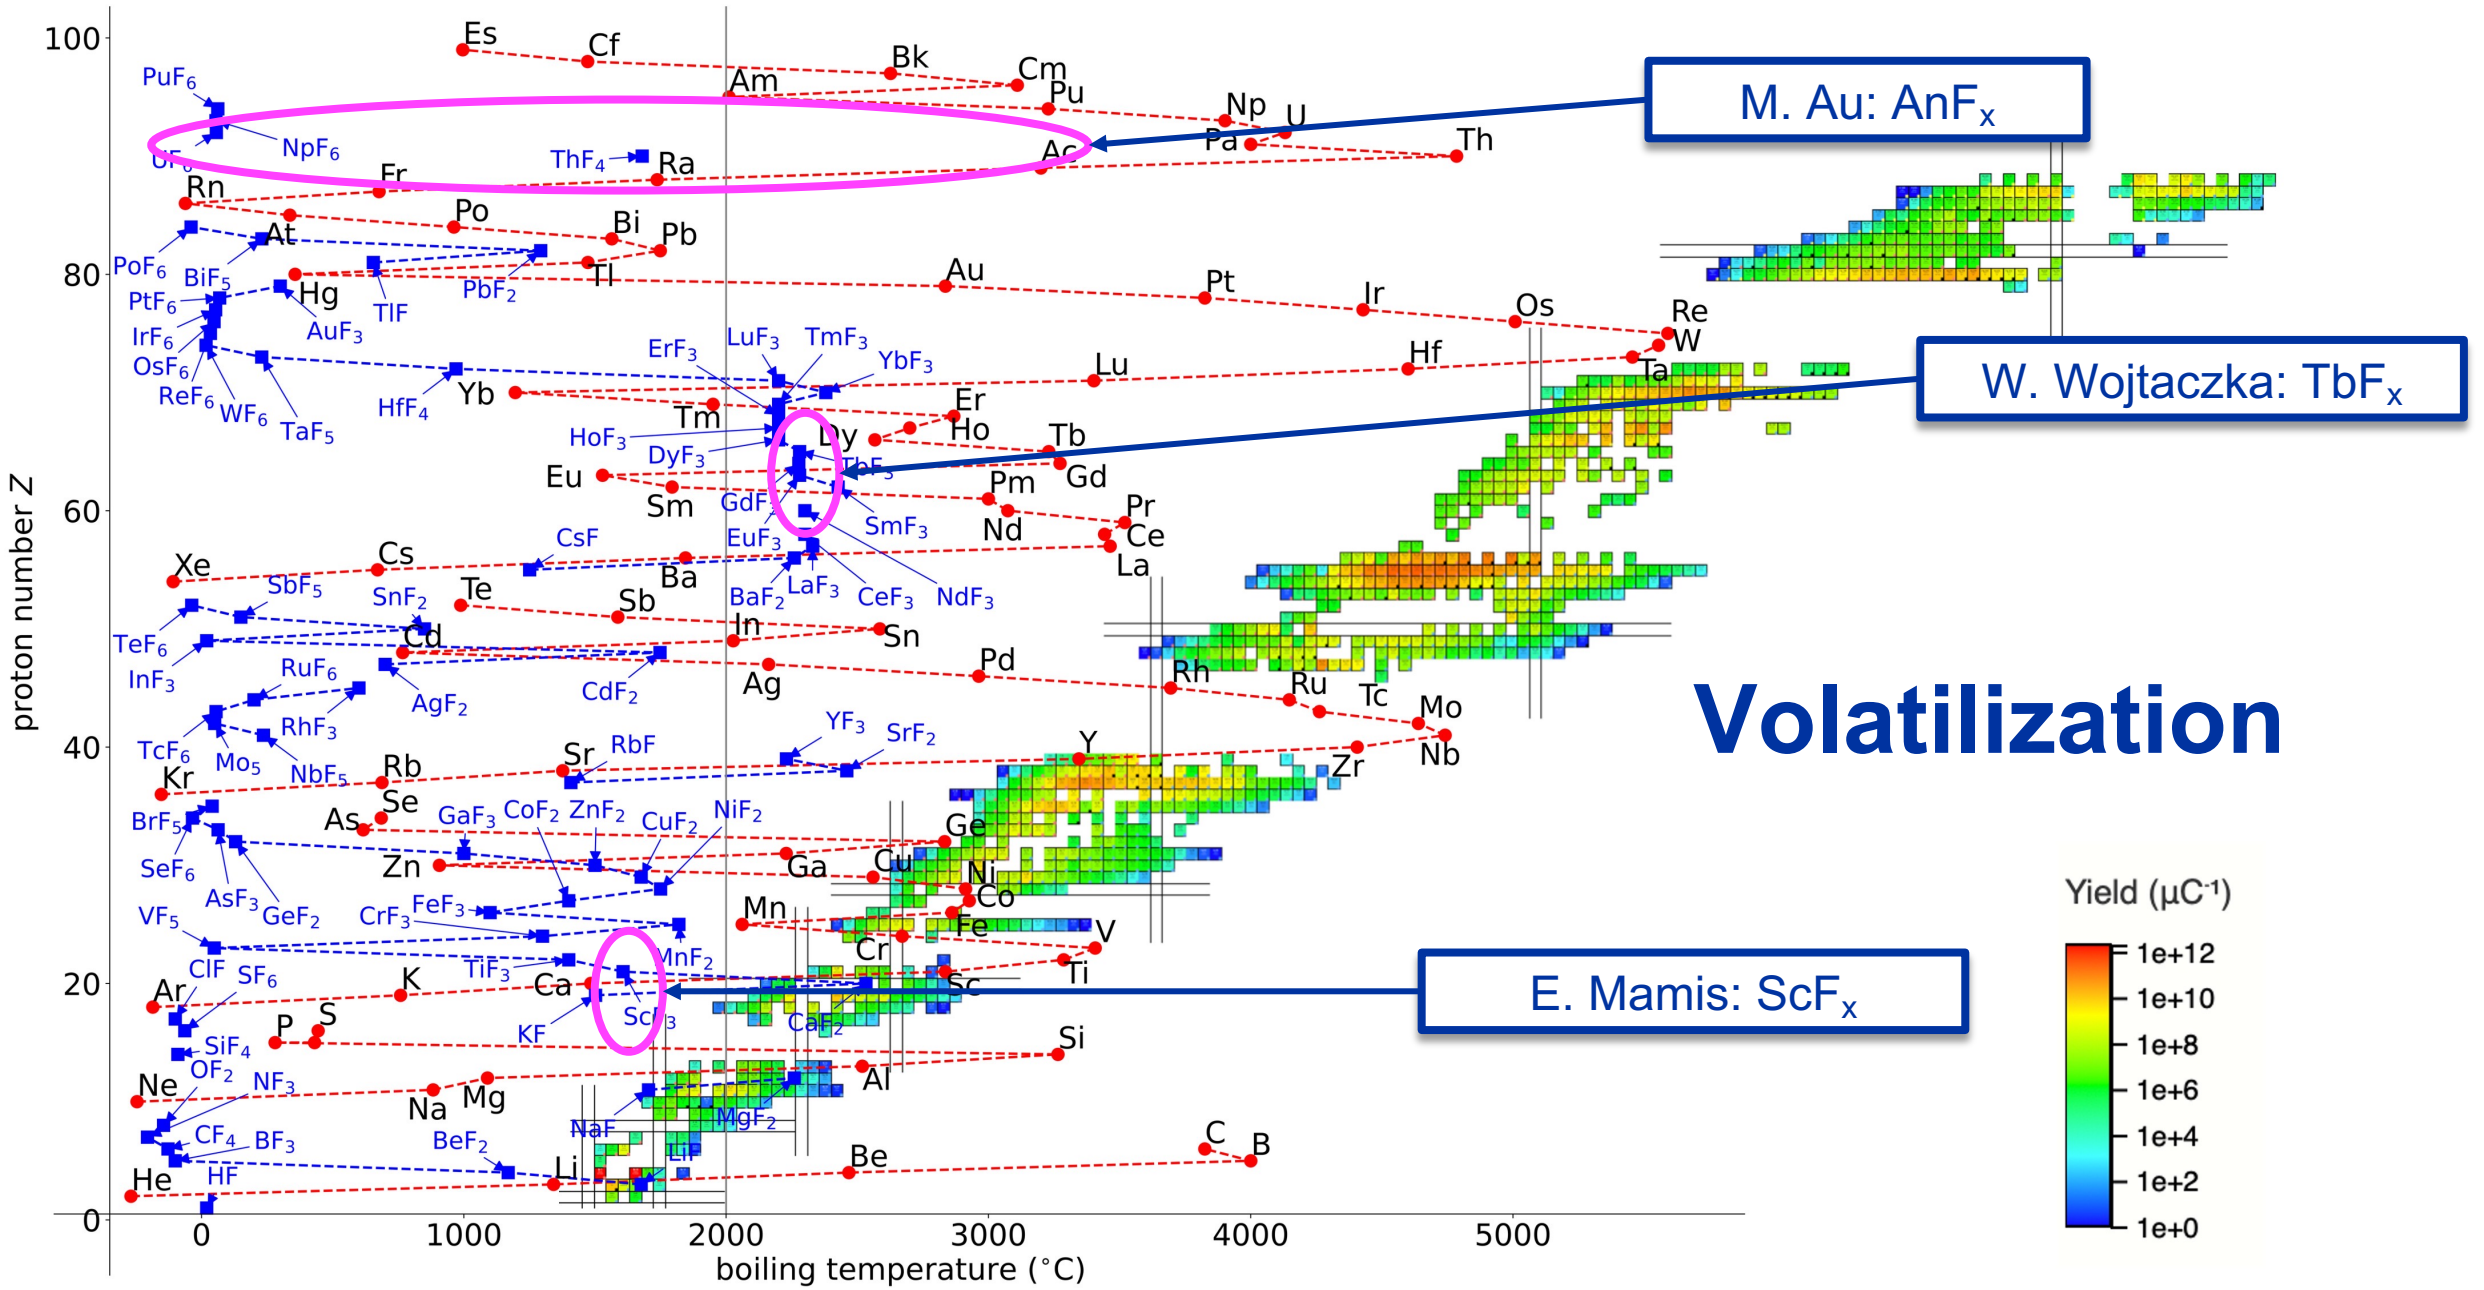 100
Es
Cf
Bk
Cm
PuF6
Am
Pu
Np
U
M. Au: AnFx
NpF6
UF6
ThF4
Ra
Ac
Pa
Th
Rn
Fr
Po
Bi
Pb
At
PoF6
BiF5
PbF2
Tl
80
Hg
Au
Pt
Ir
Os
Re
W
PtF6
IrF6
OsF6
ReF6
WF6
TaF5
AuF3
TlF
HfF4
ErF3
LuF3
TmF3
YbF3
Lu
Hf
Ta
W. Wojtaczka: TbFx
Yb
Tm
Er
Ho
Dy
Tb
HoF3
DyF3
TbF3
Eu
Gd
Sm
Pm
GdF3
SmF3
60
Nd
Pr
Ce
La
EuF3
CsF
Xe
Cs
Ba
BaF2
LaF3
CeF3
NdF3
SbF5
SnF2
Te
Sb
In
Sn
Cd
TeF6
InF3
RuF6
AgF2
CdF2
Ag
Pd
Rh
Ru
Tc
Mo
Nb
Volatilization
TcF6
Mo5
RhF3
NbF5
YF3
SrF2
40
Kr
Rb
Sr
RbF
Y
Zr
As
Se
GaF3
CoF2
ZnF2
CuF2
NiF2
Ge
BrF5
SeF6
AsF3
GeF2
Zn
Ga
Cu
Ni
Co
VF5
CrF3
FeF3
Mn
Fe
V
Cr
Ti
MnF2
TiF3
ClF
SF6
20
Ar
K
Ca
Sc
KF
ScF3
CaF2
E. Mamis: ScFx
P
S
Si
SiF4
OF2
NF3
Ne
Na
Mg
Al
MgF2
NaF
CF4
BF3
BeF2
LiF
HF
He
Li
Be
C
B
0
0
1000
2000
3000
4000
5000
boiling temperature (°C)
proton number Z
Yield (μC-1)
1e+12
1e+10
1e+8
1e+6
1e+4
1e+2
1e+0